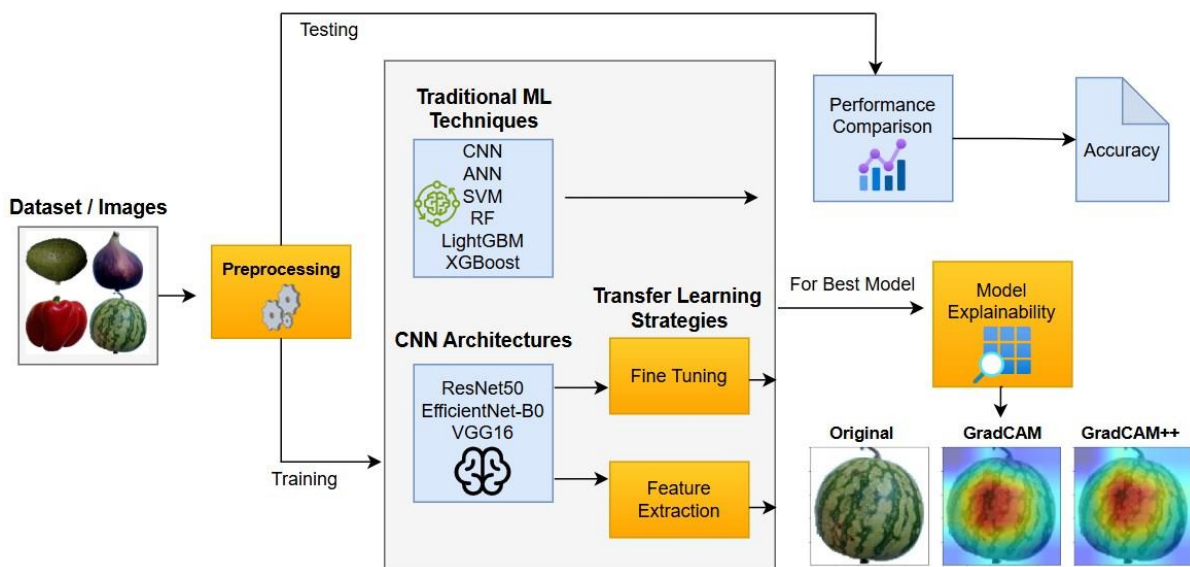 Testing
Traditional ML
Techniques
CNN
ANN
SVM
RF
LightGBM
XGBoost
Performance
Comparison
Accuracy
Dataset / Images
Preprocessing
Transfer Learning
Strategies
For Best Model
Model
Explainability
CNN Architectures
ResNet50
EfficientNet-B0
VGG16
Fine Tuning
Feature
Extraction
Training
Original
GradCAM
GradCAM++